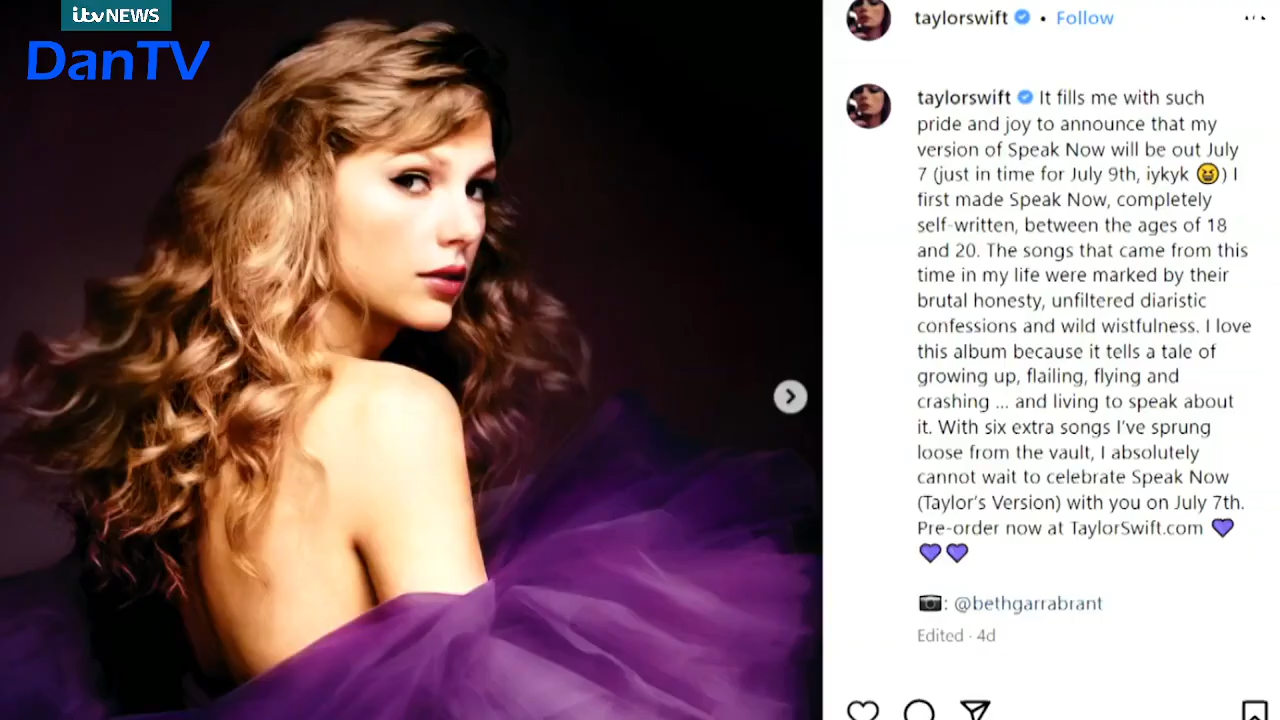 itv NEWS
DanTV
taylorswift • Follow
taylorswift It fills me with such
pride and joy to announce that my
version of Speak Now will be out July
7 (just in time for July 9th, iykyk 😆) I
first made Speak Now, completely
self-written, between the ages of 18
and 20. The songs that came from this
time in my life were marked by their
brutal honesty, unfiltered diaristic
confessions and wild wistfulness. I love
this album because it tells a tale of
growing up, flailing, flying and
crashing ... and living to speak about
it. With six extra songs I've sprung
loose from the vault, I absolutely
cannot wait to celebrate Speak Now
(Taylor's Version) with you on July 7th.
Pre-order now at TaylorSwift.com 💜
💜💜
📷: @bethgarrabrant
Edited · 4d